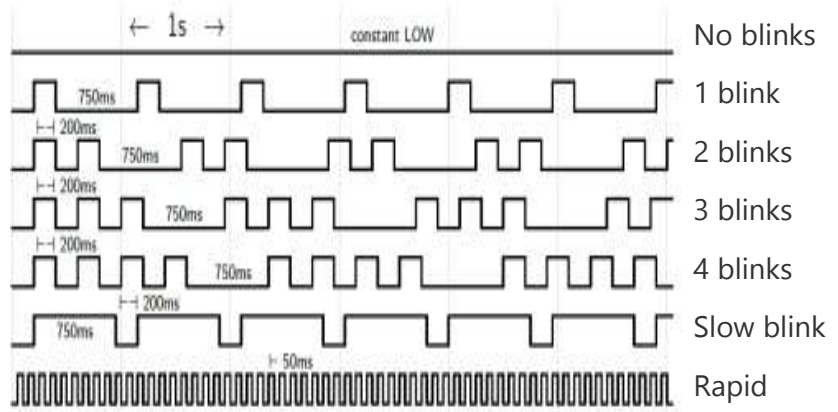 ← 1s →
constant LOW
No blinks
750ms
1 blink
200ms
750ms
2 blinks
200ms
750ms
3 blinks
200ms
750ms
4 blinks
200ms
750ms
Slow blink
50ms
Rapid